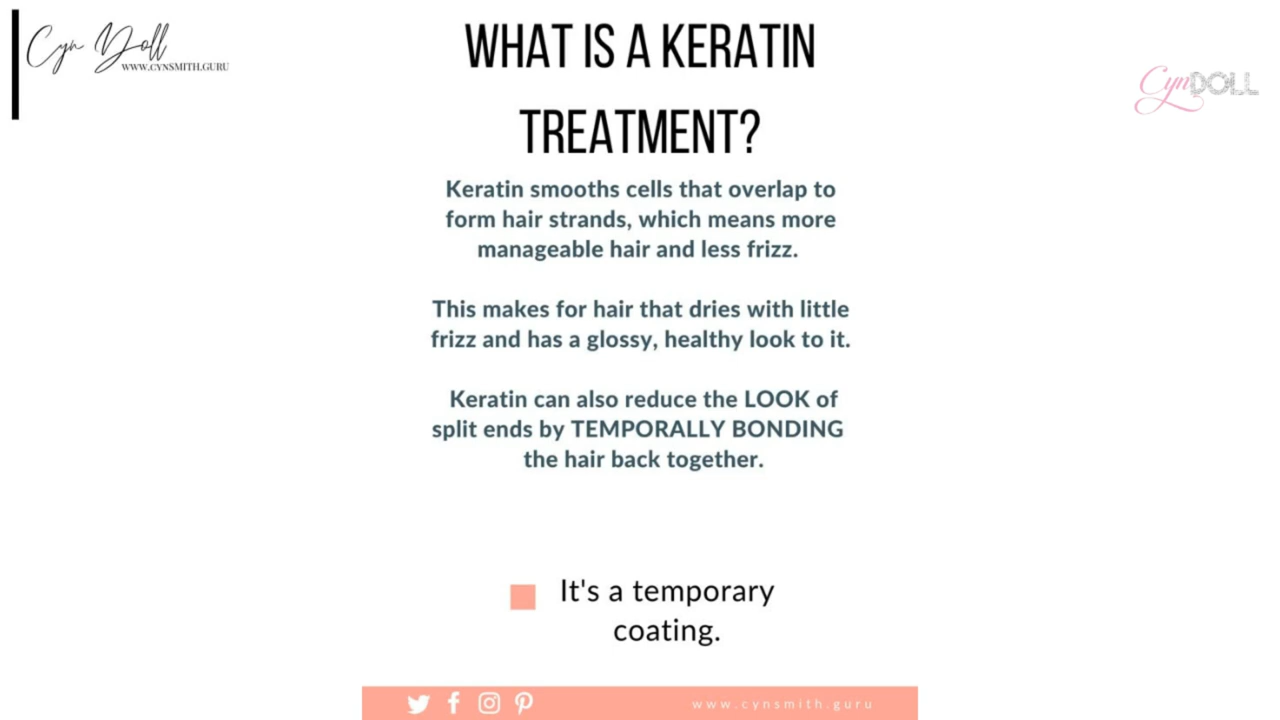 Cyn Doll
WWW.CYNSMITH.GURU
WHAT IS A KERATIN
TREATMENT?
CynDOLL
Keratin smooths cells that overlap to
form hair strands, which means more
manageable hair and less frizz.
This makes for hair that dries with little
frizz and has a glossy, healthy look to it.
Keratin can also reduce the LOOK of
split ends by TEMPORALLY BONDING
the hair back together.
It's a temporary
coating.
www.cynsmith.guru